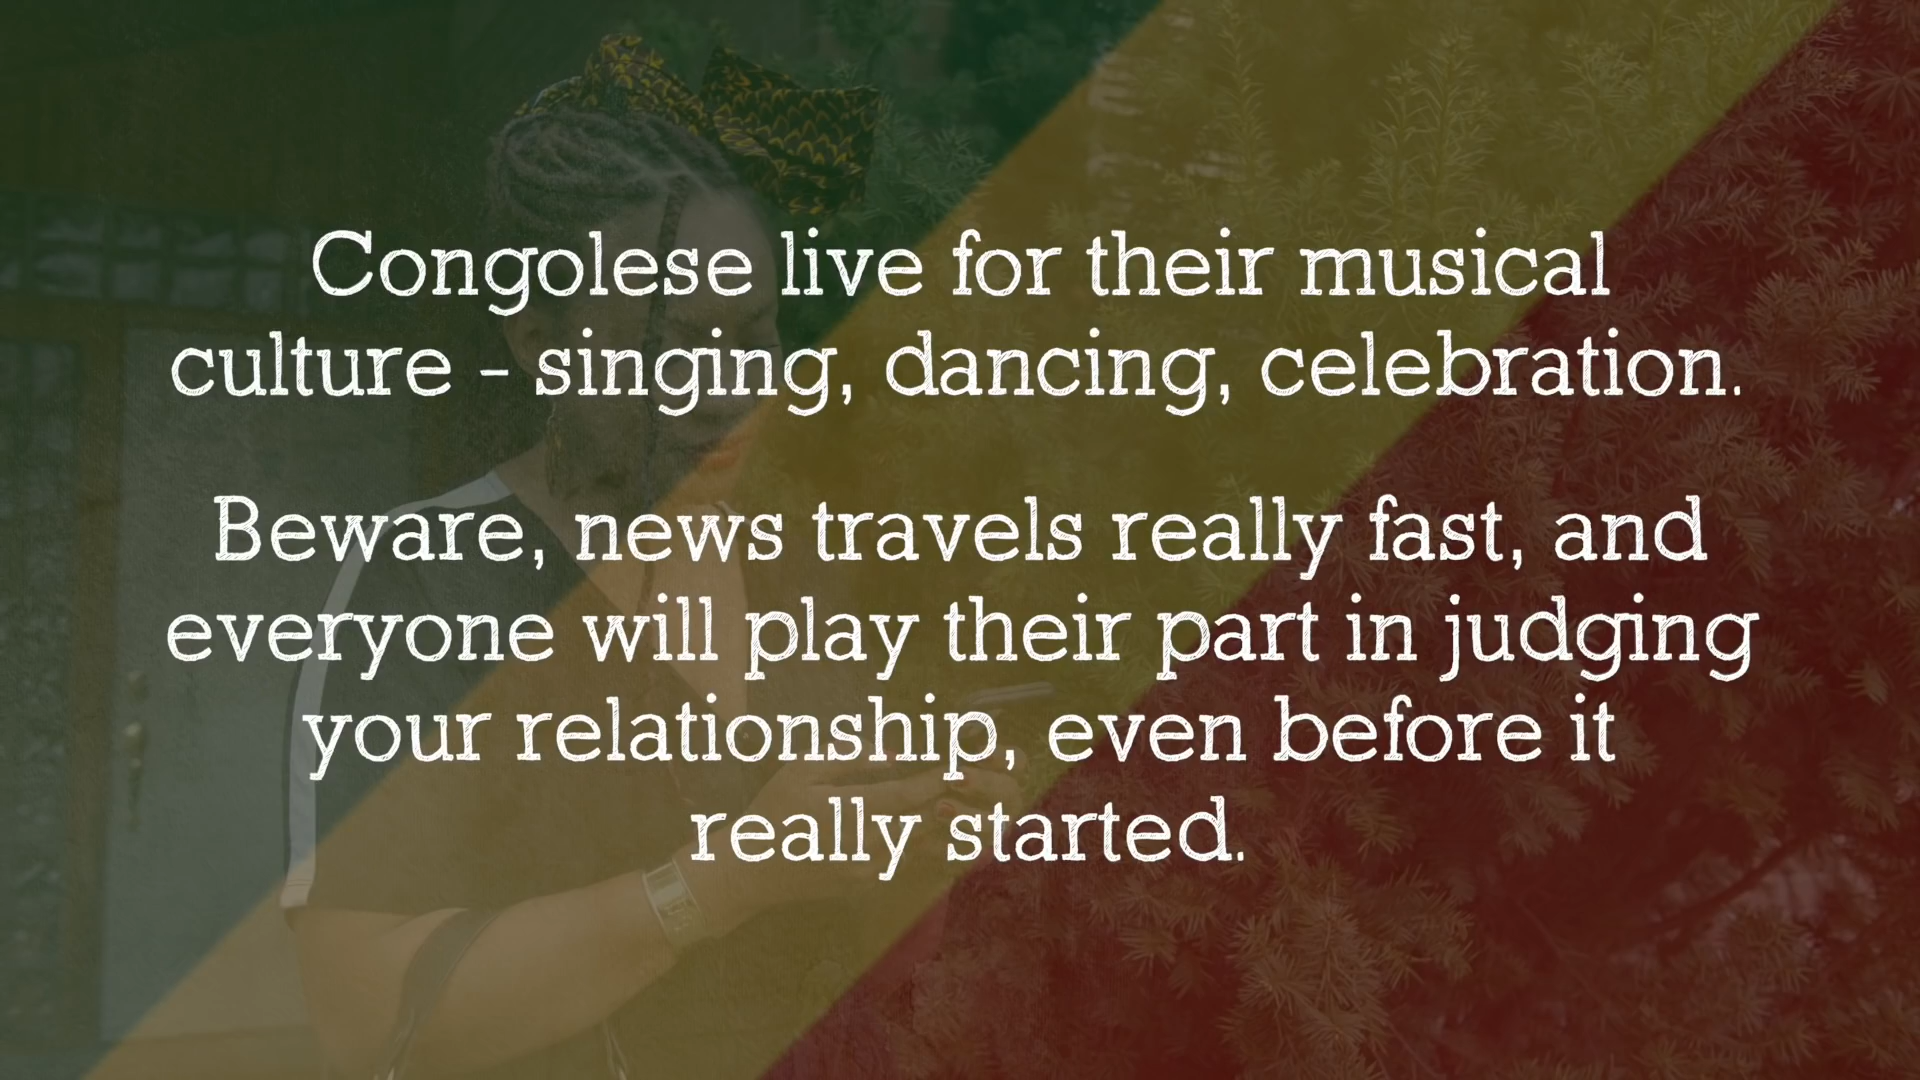 Congolese live for their musical
culture - singing, dancing, celebration.
Beware, news travels really fast, and
everyone will play their part in judging
your relationship, even before it
really started.